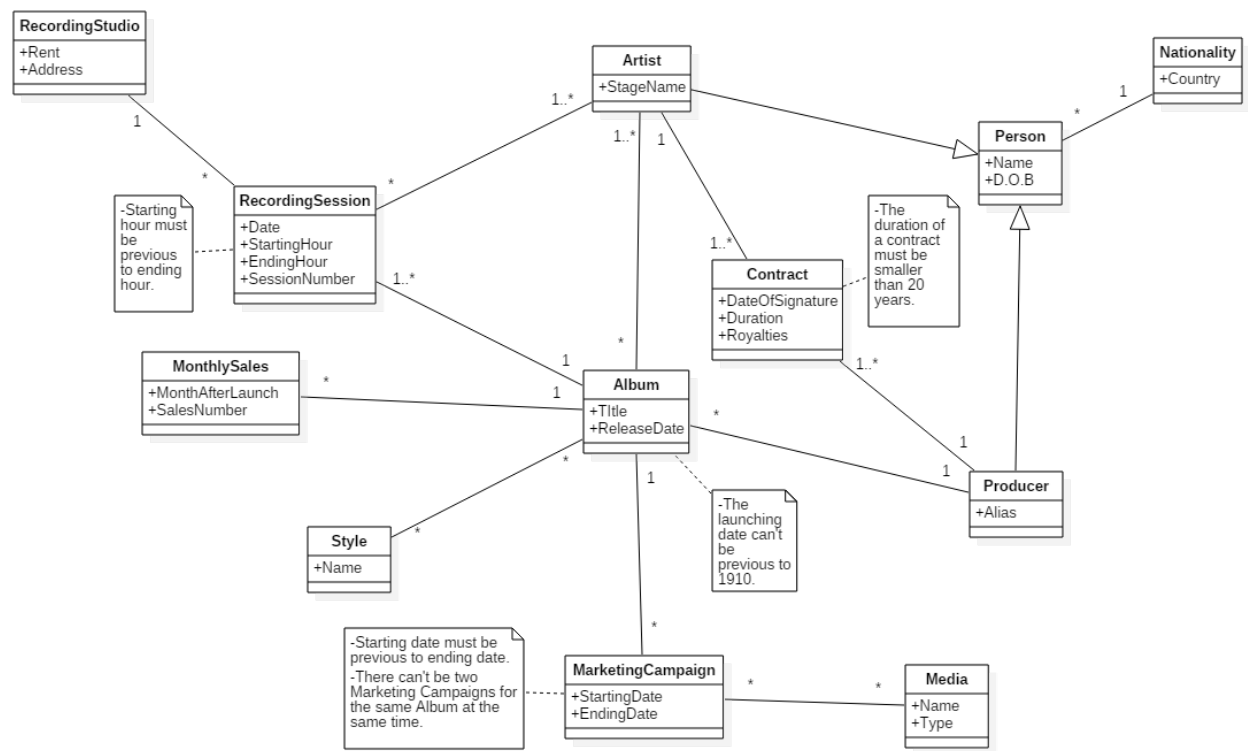 RecordingStudio
+Rent
+Address
1
*
Artist
+StageName
1..*
*
1..*
*
1
1..*
Nationality
+Country
1
*
Person
+Name
+D.O.B
-Starting
hour must
be
previous
to ending
hour.
RecordingSession
+Date
+StartingHour
+EndingHour
+SessionNumber
1..*
1
-The
duration of
a contract
must be
smaller
than 20
years.
Contract
+DateOfSignature
+Duration
+Royalties
1..*
1
MonthlySales
+MonthAfterLaunch
+SalesNumber
*
1
Album
+TItle
+ReleaseDate
*
1
*
*
1
*
Producer
+Alias
-The
launching
date can't
be
previous to
1910.
Style
+Name
-Starting date must be
previous to ending date.
-There can't be two
Marketing Campaigns for
the same Album at the
same time.
MarketingCampaign
+StartingDate
+EndingDate
*
*
Media
+Name
+Type